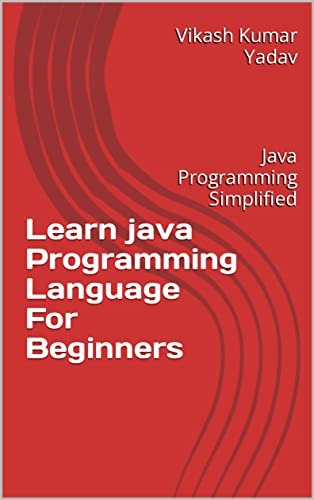 Vikash Kumar
Yadav
Java
Programming
Simplified
Learn java
Programming
Language
For
Beginners